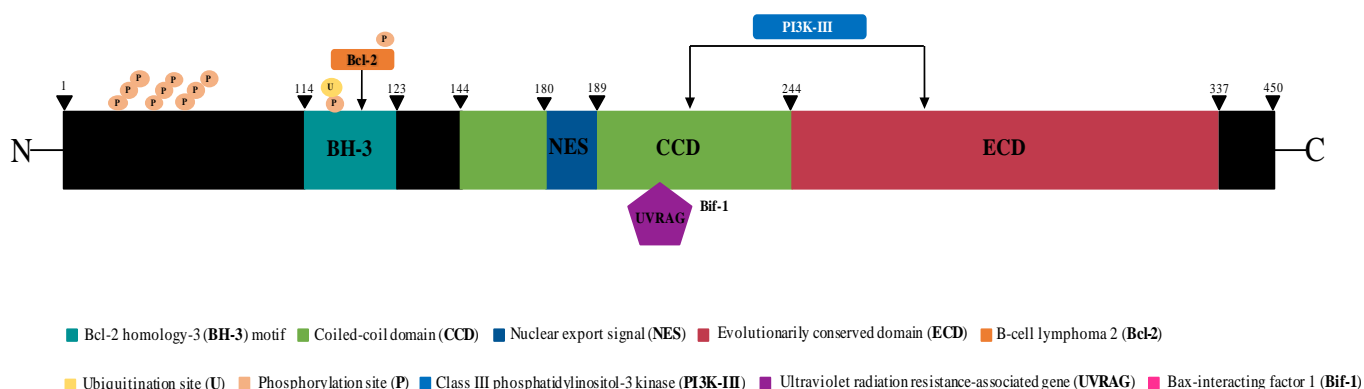 PI3K-III
P
Bcl-2
P P P
P P P
P P P
U
P
1 114 123 144 180 189 244 337 450
N BH-3 NES CCD ECD C
UVRAG
Bif-1
Bcl-2 homology-3 (BH-3) motif Coiled-coil domain (CCD) Nuclear export signal (NES) Evolutionarily conserved domain (ECD) B-cell lymphoma 2 (Bcl-2)
Ubiquitination site (U) Phosphorylation site (P) Class III phosphatidylinositol-3 kinase (PI3K-III) Ultraviolet radiation resistance-associated gene (UVRAG) Bax-interacting factor 1 (Bif-1)